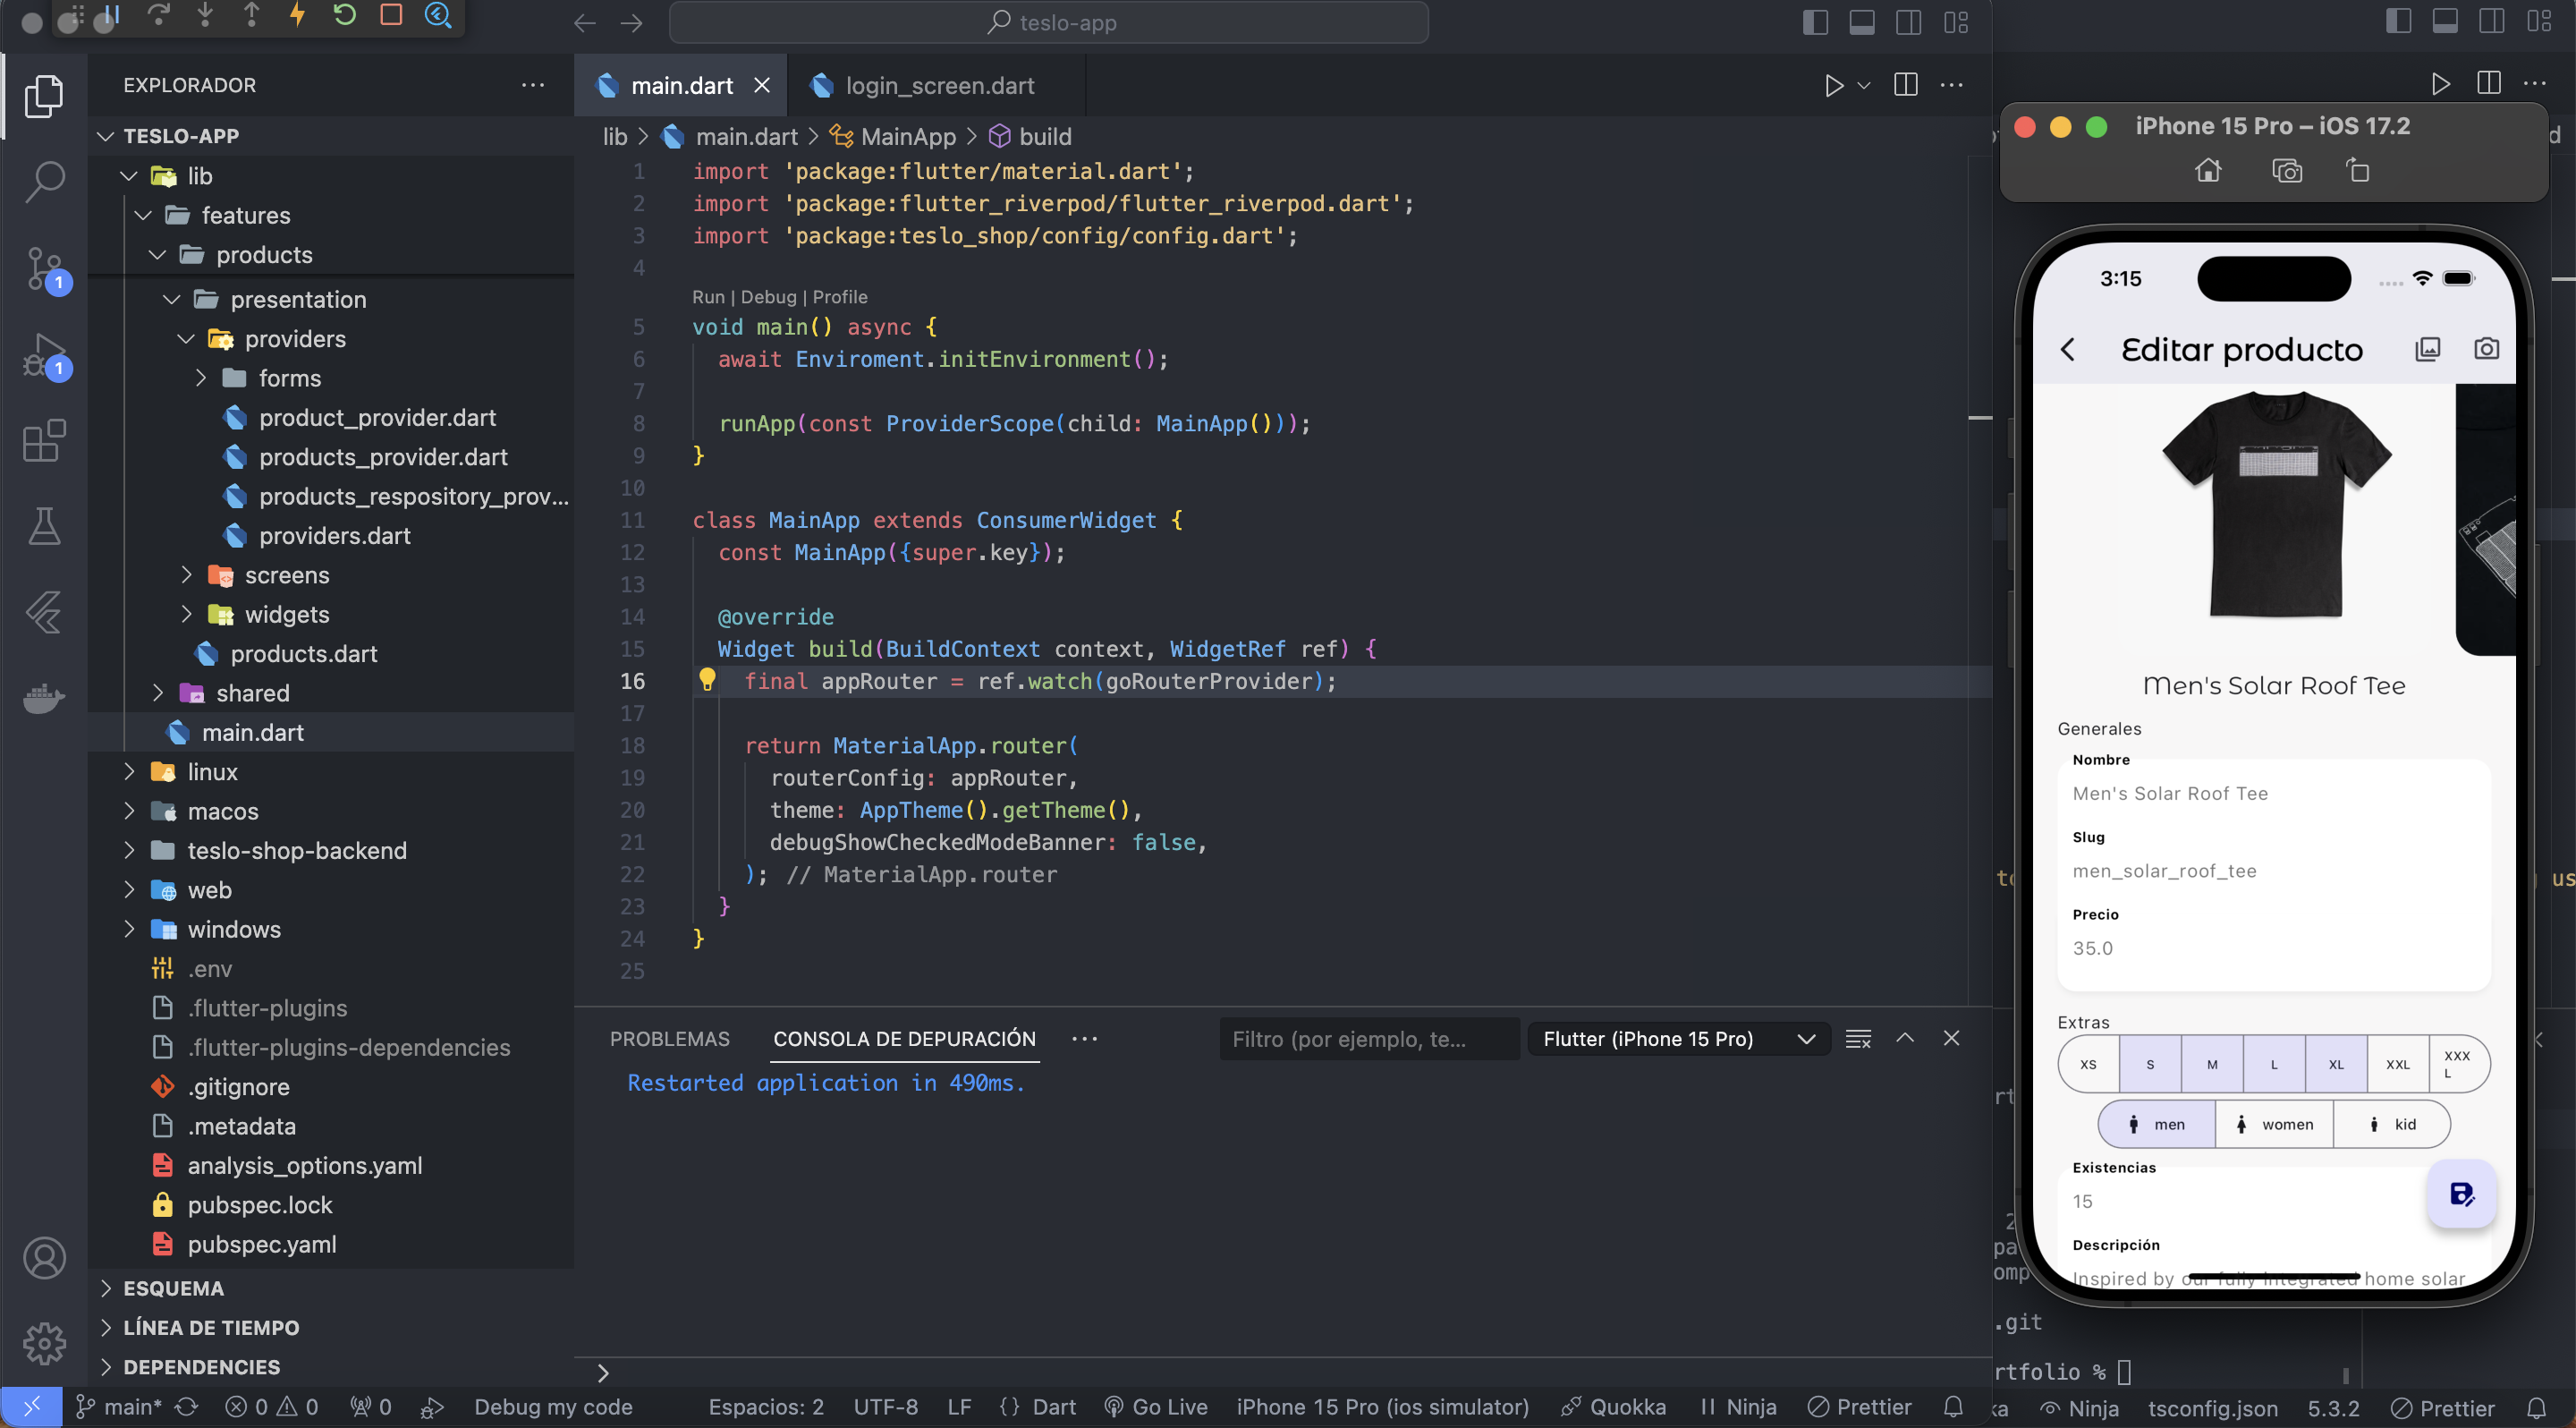 teslo-app
EXPLORADOR
TESLO-APP
lib
features
products
presentation
providers
forms
product_provider.dart
products_provider.dart
products_respository_prov...
providers.dart
screens
widgets
products.dart
shared
main.dart
linux
macos
teslo-shop-backend
web
windows
.env
.flutter-plugins
.flutter-plugins-dependencies
.gitignore
.metadata
analysis_options.yaml
pubspec.lock
pubspec.yaml
ESQUEMA
LÍNEA DE TIEMPO
DEPENDENCIES
1
1
main.dart
login_screen.dart
lib > main.dart > MainApp > build
1 import 'package:flutter/material.dart';
2 import 'package:flutter_riverpod/flutter_riverpod.dart';
3 import 'package:teslo_shop/config/config.dart';
4
Run | Debug | Profile
5 void main() async {
6 await Enviroment.initEnvironment();
7
8 runApp(const ProviderScope(child: MainApp()));
9 }
10
11 class MainApp extends ConsumerWidget {
12 const MainApp({super.key});
13
14 @override
15 Widget build(BuildContext context, WidgetRef ref) {
16 final appRouter = ref.watch(goRouterProvider);
17
18 return MaterialApp.router(
19 routerConfig: appRouter,
20 theme: AppTheme().getTheme(),
21 debugShowCheckedModeBanner: false,
22 ); // MaterialApp.router
23 }
24 }
25
PROBLEMAS CONSOLA DE DEPURACIÓN ... Filtro (por ejemplo, te... Flutter (iPhone 15 Pro)
Restarted application in 490ms.
>
main* 0 0 0 Debug my code Espacios: 2 UTF-8 LF {} Dart Go Live iPhone 15 Pro (ios simulator) Quokka Ninja Prettier
iPhone 15 Pro – iOS 17.2
3:15
Editar producto
Men's Solar Roof Tee
Generales
Nombre
Men's Solar Roof Tee
Slug
men_solar_roof_tee
Precio
35.0
Extras
XS S M L XL XXL XXX
L
men women kid
Existencias
15
Descripción
Inspired by our fully integrated home solar
us
.git
rtfolio %
ka Ninja tsconfig.json 5.3.2 Prettier